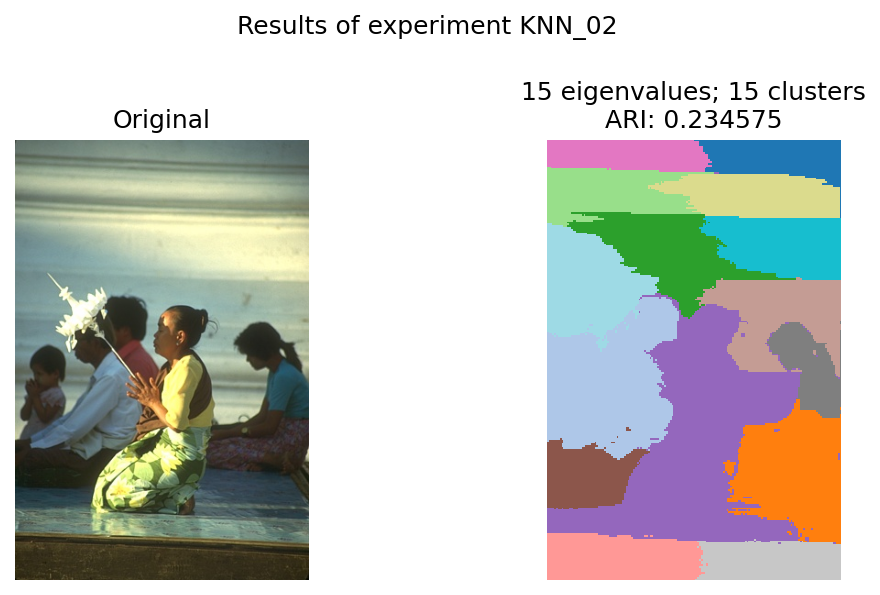 Results of experiment KNN_02
Original
15 eigenvalues; 15 clusters
ARI: 0.234575